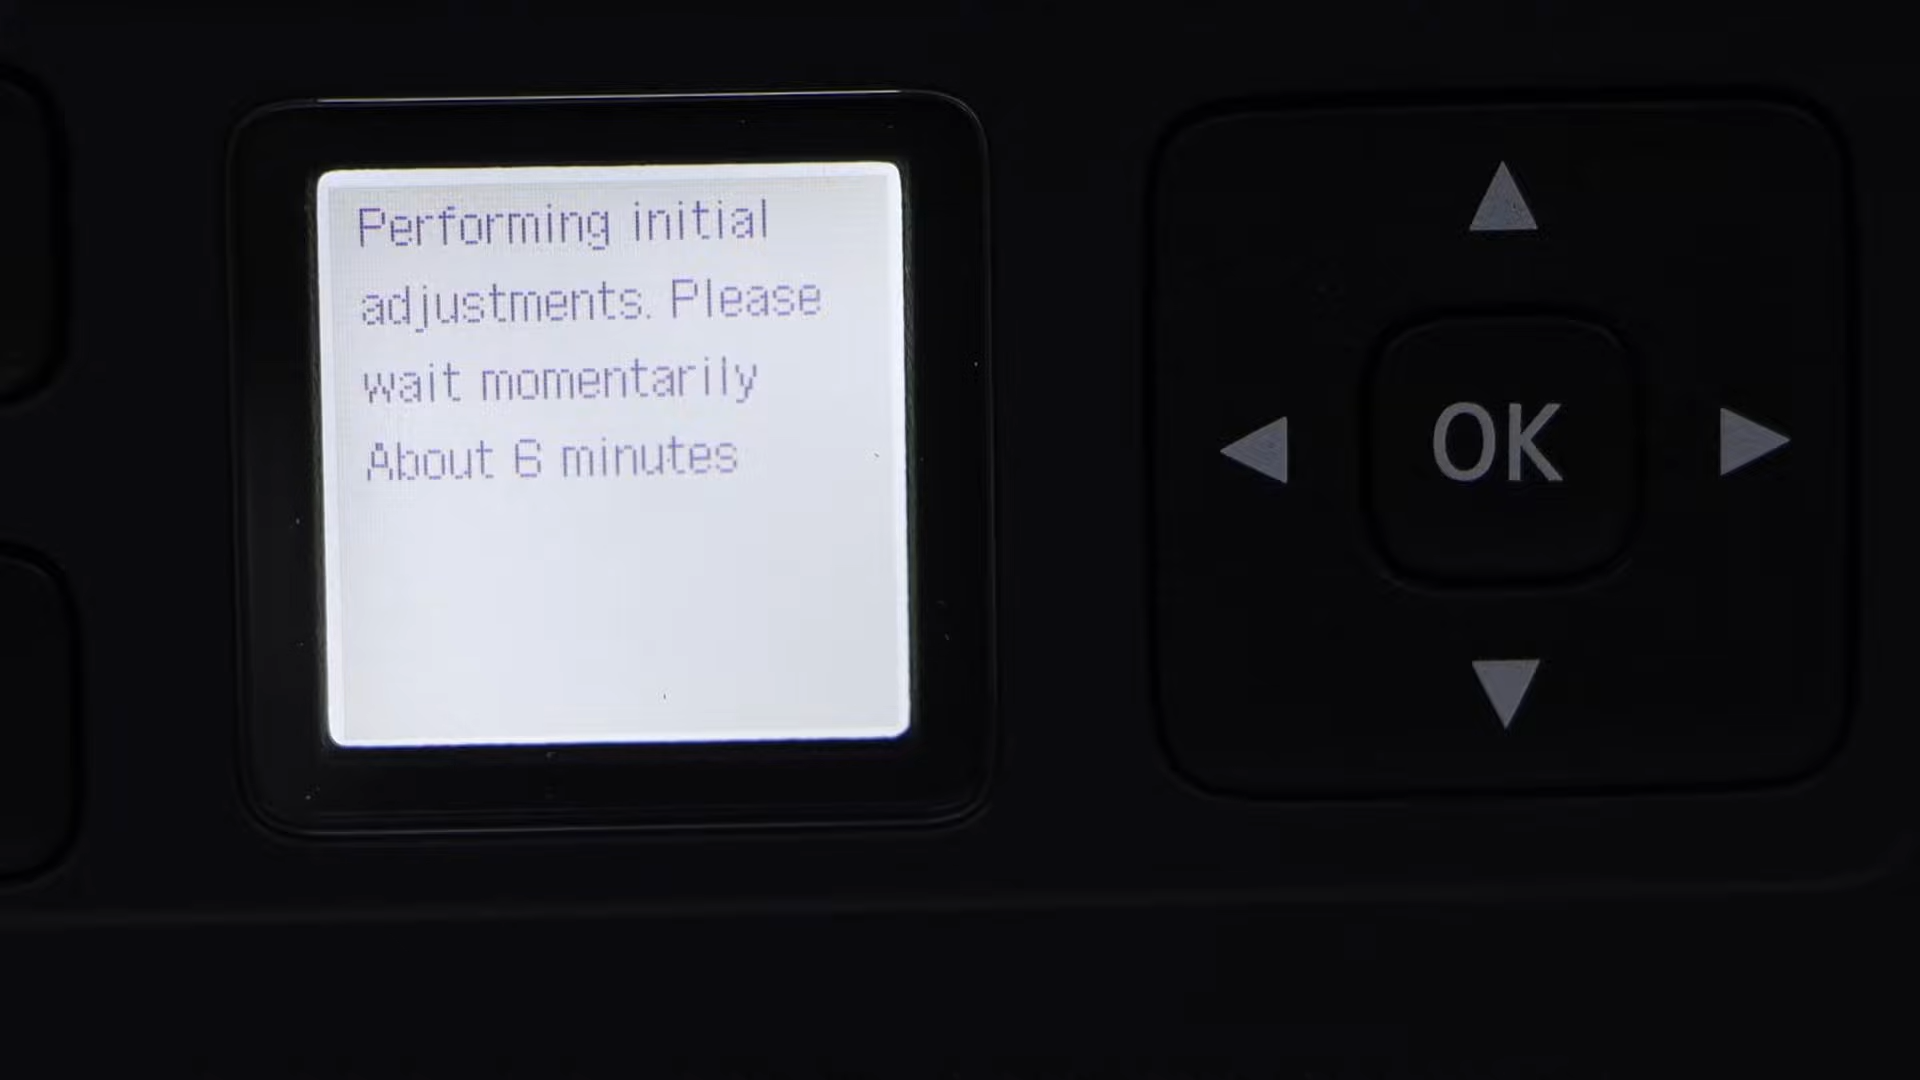 Performing initial
adjustments. Please
wait momentarily
About 6 minutes
OK